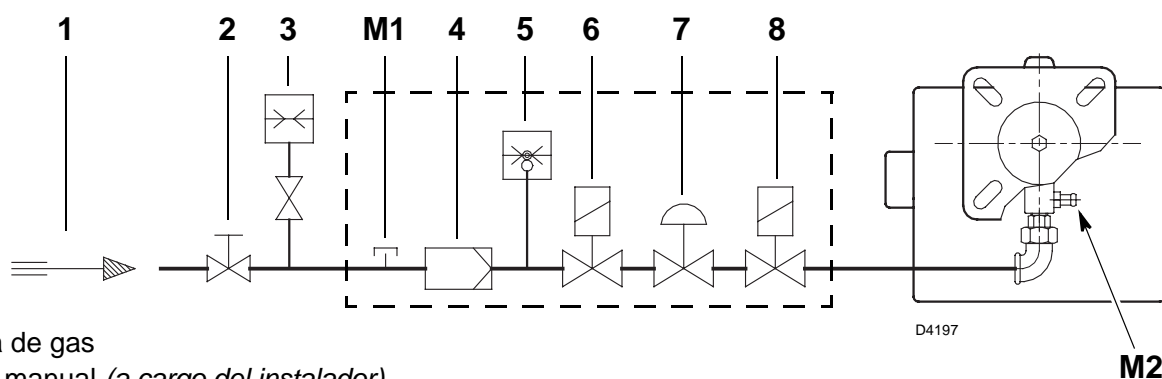 1 2 3 M1 4 5 6 7 8
D4197
de gas
manual (a cargo del instalador)
M2